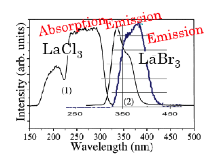 Absorption Emission
Emission
LaCl3
LaBr3
(1)
(2)
250 350 450
Intensity (arb. units)
150 200 250 300 350 400 450 500
Wavelength (nm)